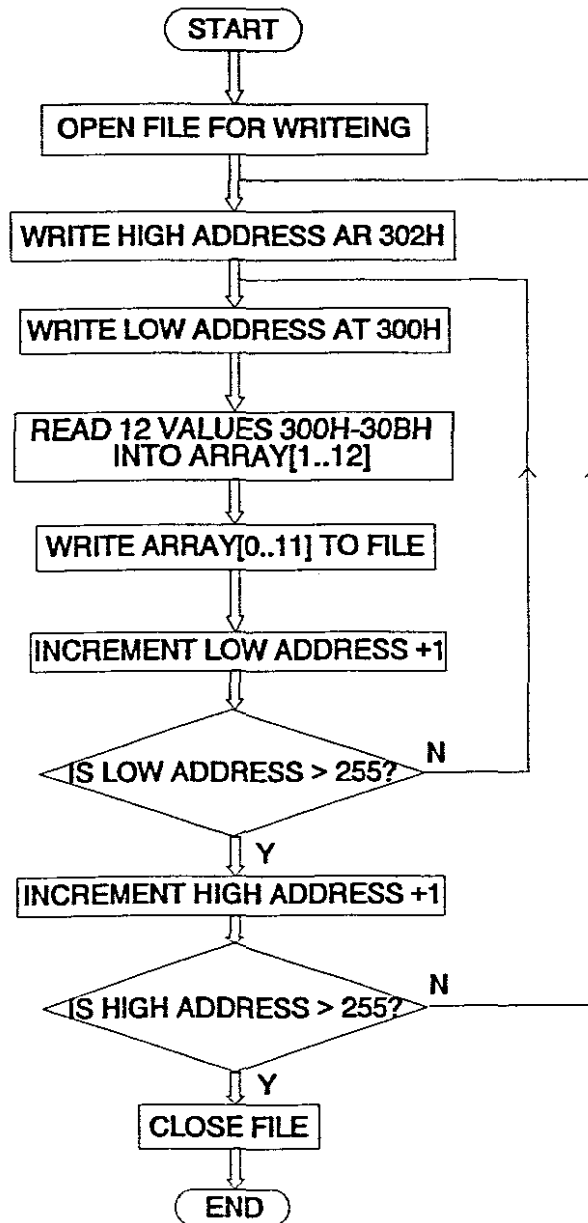 START
OPEN FILE FOR WRITEING
WRITE HIGH ADDRESS AR 302H
WRITE LOW ADDRESS AT 300H
READ 12 VALUES 300H-30BH
INTO ARRAY[1..12]
WRITE ARRAY[0..11] TO FILE
INCREMENT LOW ADDRESS +1
IS LOW ADDRESS > 255?
N
Y
INCREMENT HIGH ADDRESS +1
IS HIGH ADDRESS > 255?
N
Y
CLOSE FILE
END